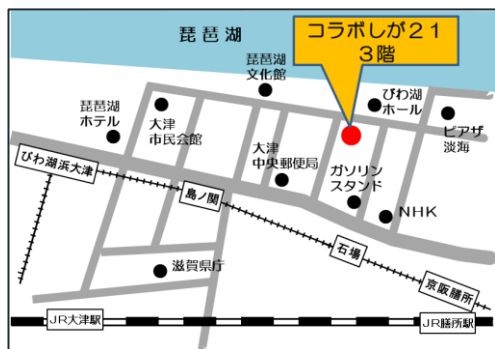 琵琶湖
コラボしが21
3階
琵琶湖
文化館
びわ湖
ホール
ピアザ
淡海
琵琶湖
ホテル
大津
市民会館
大津
中央郵便局
ガソリン
スタンド
NHK
びわ湖浜大津
島ノ関
石場
京阪膳所
滋賀県庁
JR大津駅
JR膳所駅